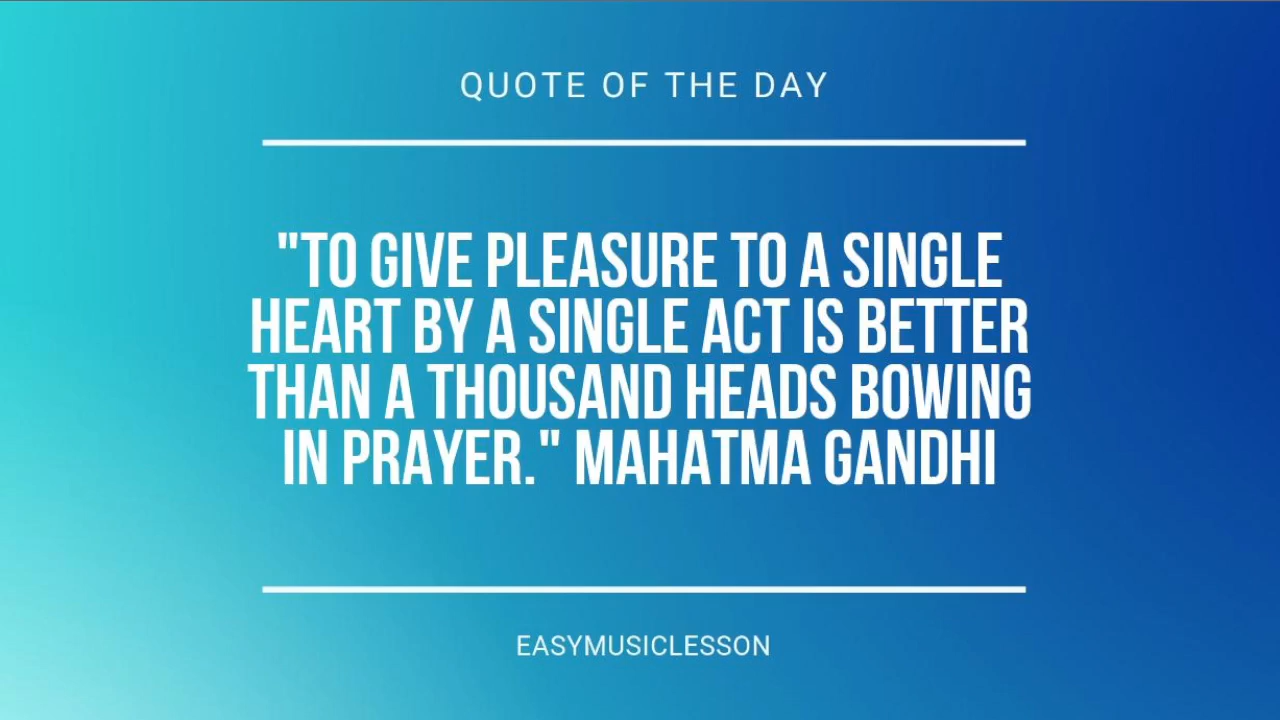 QUOTE OF THE DAY
"TO GIVE PLEASURE TO A SINGLE
HEART BY A SINGLE ACT IS BETTER
THAN A THOUSAND HEADS BOWING
IN PRAYER." MAHATMA GANDHI
EASYMUSICLESSON